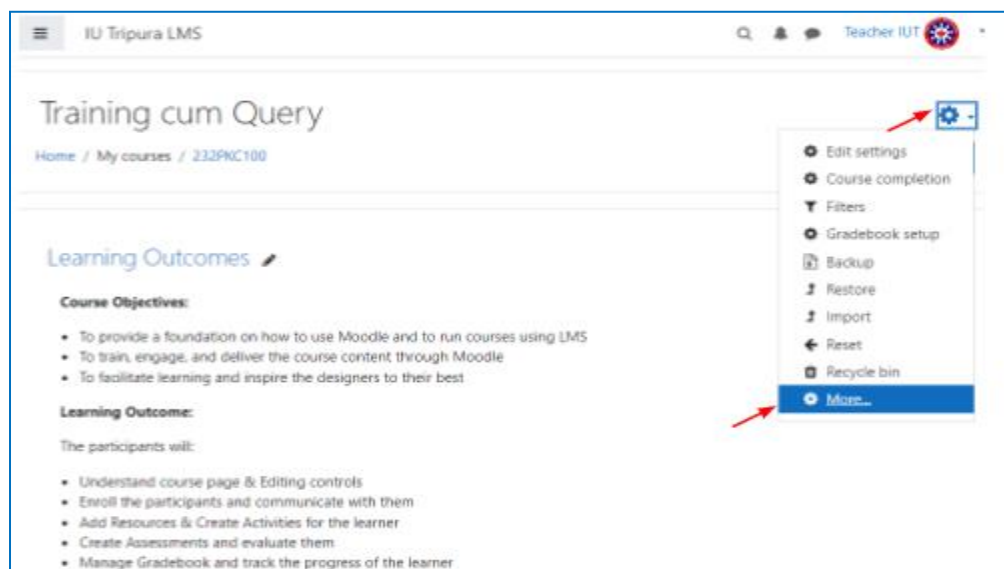 IU Tripura LMS
Teacher IUT
Training cum Query
Home / My courses / 232PKC100
Edit settings
Course completion
Filters
Gradebook setup
Backup
Restore
Import
Reset
Recycle bin
More...
Learning Outcomes
Course Objectives:
• To provide a foundation on how to use Moodle and to run courses using LMS
• To train, engage, and deliver the course content through Moodle
• To facilitate learning and inspire the designers to their best
Learning Outcome:
The participants will:
• Understand course page & Editing controls
• Enroll the participants and communicate with them
• Add Resources & Create Activities for the learner
• Create Assessments and evaluate them
• Manage Gradebook and track the progress of the learner